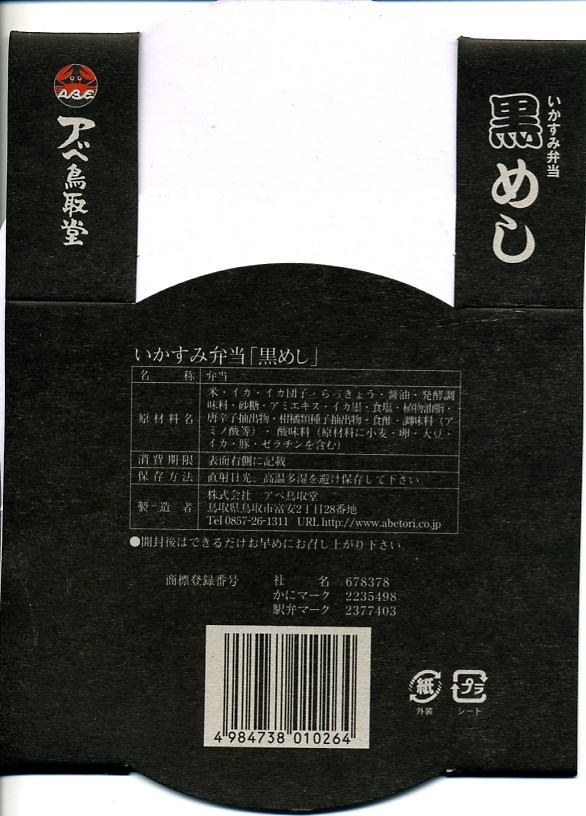 ABE
アベ鳥取堂
いかすみ弁当
黒めし
いかすみ弁当「黒めし」
名称 弁当
原材料名 米・イカ・イカ団子・らっきょう・醤油・発酵調
味料・砂糖・アミエキス・イカ墨・食塩・植物油脂・
唐辛子抽出物・柑橘類種子抽出物・食酢・調味料(ア
ミノ酸等)・酸味料(原材料に小麦・卵・大豆・
イカ・豚・ゼラチンを含む)
消費期限 表面右側に記載
保存方法 直射日光、高温多湿を避け保存して下さい
製造者 株式会社 アベ鳥取堂
鳥取県鳥取市富安2丁目28番地
Tel 0857-26-1311 URL http://www.abetori.co.jp
●開封後はできるだけお早めにお召し上がり下さい
商標登録番号 社名 678378
かにマーク 2235498
駅弁マーク 2377403
4 984738 010264
紙 プラ
外装 シート